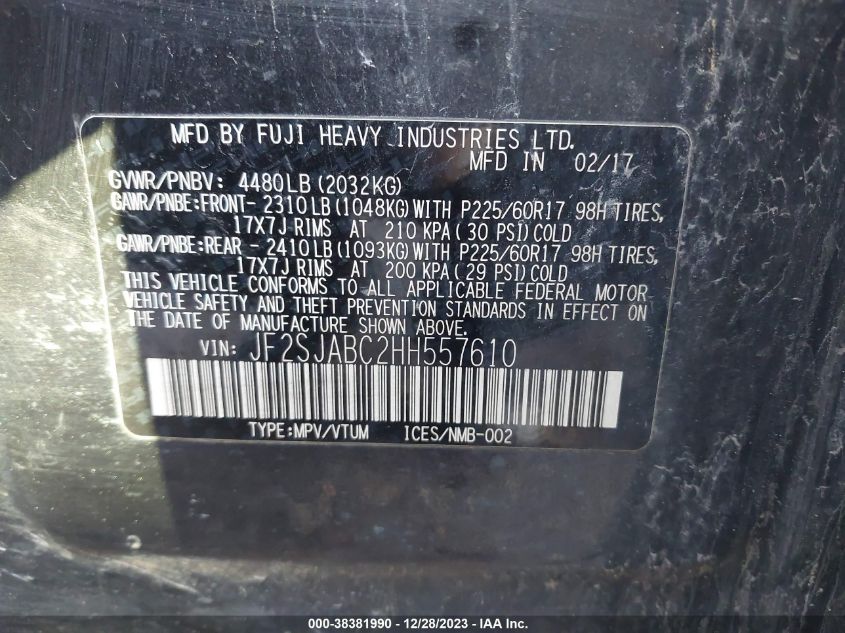 MFD BY FUJI HEAVY INDUSTRIES LTD.
MFD IN 02/17
GVWR/PNBV: 4480LB (2032KG)
GAWR/PNBE:FRONT- 2310LB (1048KG) WITH P225/60R17 98H TIRES,
17X7J RIMS AT 210 KPA (30 PSI) COLD
GAWR/PNBE:REAR - 2410LB (1093KG) WITH P225/60R17 98H TIRES,
17X7J RIMS AT 200 KPA (29 PSI) COLD
THIS VEHICLE CONFORMS TO ALL APPLICABLE FEDERAL MOTOR
VEHICLE SAFETY AND THEFT PREVENTION STANDARDS IN EFFECT ON
THE DATE OF MANUFACTURE SHOWN ABOVE.
VIN: JF2SJABC2HH557610
TYPE:MPV/VTUM ICES/NMB-002
000-38381990 - 12/28/2023 - IAA Inc.